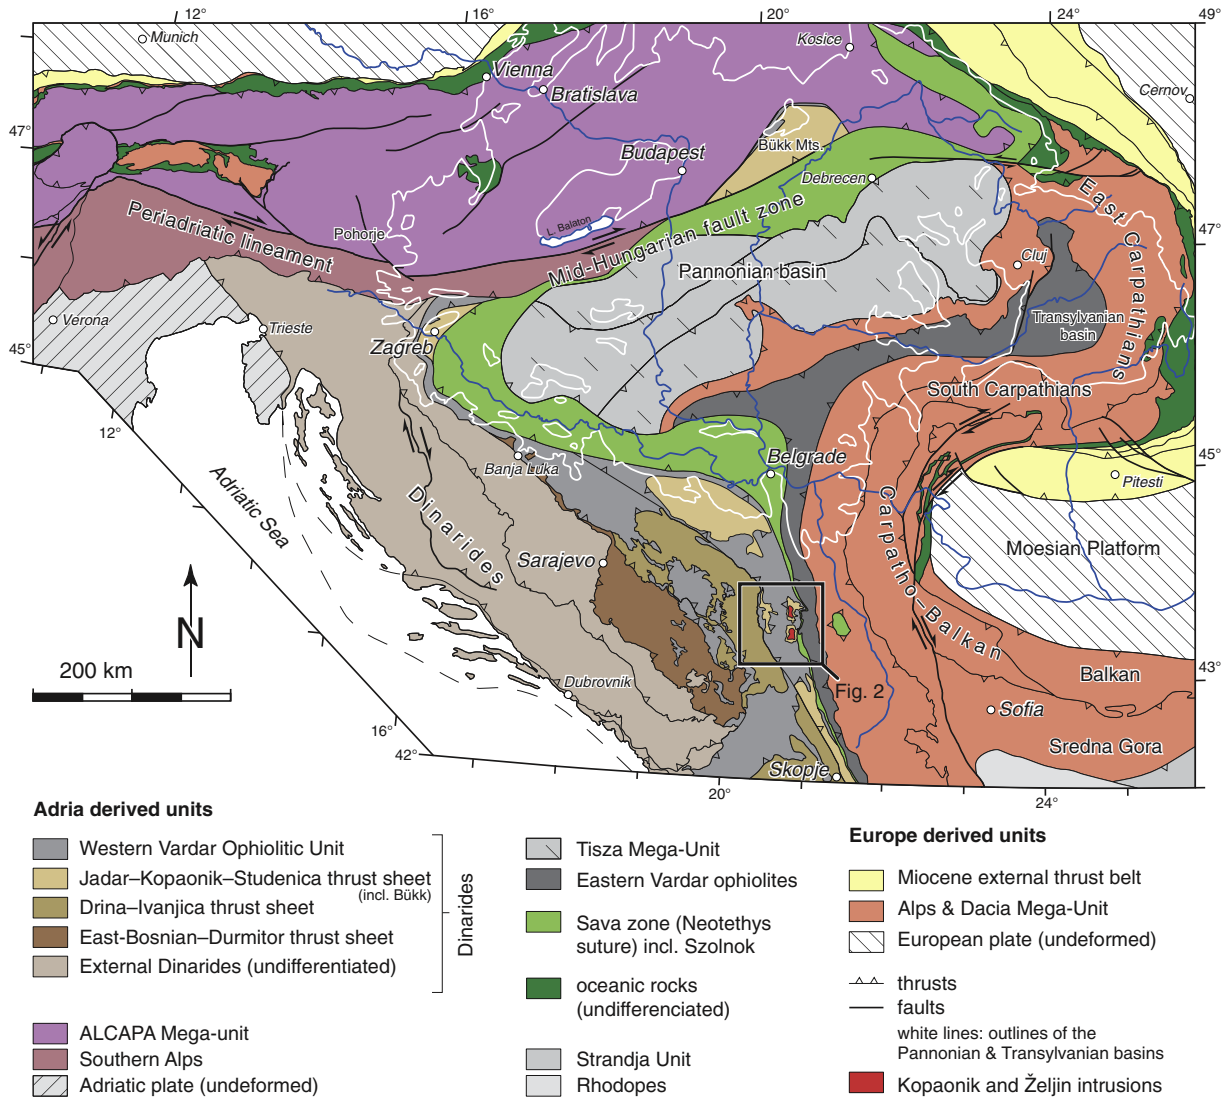 12°
16°
20°
24°
49°
Munich
Kosice
Vienna
Bratislava
Cernov
47°
Budapest
Bükk Mts.
Debrecen
East Carpathians
Periadriatic lineament
Pohorje
L. Balaton
Mid-Hungarian fault zone
47°
Pannonian basin
Cluj
Verona
Trieste
Zagreb
Transylvanian
basin
45°
South Carpathians
12°
Banja Luka
Belgrade
45°
Pitesti
Adriatic Sea
Dinarides
Carpatho–Balkan
Moesian Platform
Sarajevo
N
200 km
43°
Balkan
Dubrovnik
Fig. 2
Sofia
16°
42°
Sredna Gora
Skopje
20°
24°
Adria derived units
Western Vardar Ophiolitic Unit
Jadar–Kopaonik–Studenica thrust sheet
(incl. Bükk)
Drina–Ivanjica thrust sheet
East-Bosnian–Durmitor thrust sheet
External Dinarides (undifferentiated)
Dinarides
ALCAPA Mega-unit
Southern Alps
Adriatic plate (undeformed)
Tisza Mega-Unit
Eastern Vardar ophiolites
Sava zone (Neotethys
suture) incl. Szolnok
oceanic rocks
(undifferenciated)
Strandja Unit
Rhodopes
Europe derived units
Miocene external thrust belt
Alps & Dacia Mega-Unit
European plate (undeformed)
thrusts
faults
white lines: outlines of the
Pannonian & Transylvanian basins
Kopaonik and Željin intrusions